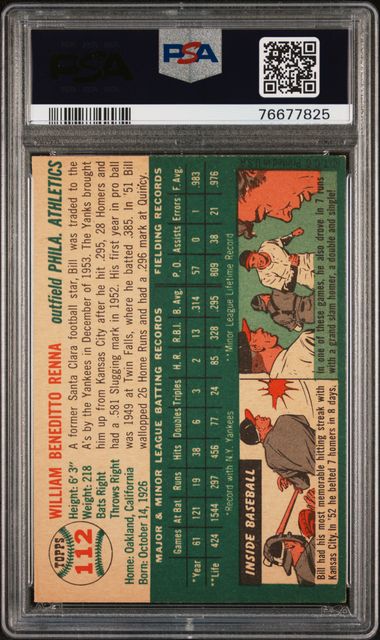 PSA
PSA
76677825
TOPPS
112
WILLIAM BENEDITTO RENNA
outfield PHILA. ATHLETICS
Height: 6' 3"
Weight: 218
Bats Right
Throws Right
Home: Oakland, California
Born: October 14, 1926
A former Santa Clara football star, Bill was traded to the
A's by the Yankees in December of 1953. The Yanks brought
him up from Kansas City after he hit .295, 28 Homers and
had a .581 Slugging mark in 1952. His first year in pro ball
was 1949 at Twin Falls, where he batted .385. In '51 Bill
walloped 26 Home Runs and had a .296 mark at Quincy.
MAJOR & MINOR LEAGUE BATTING RECORDS FIELDING RECORDS
Games At Bat Runs Hits Doubles Triples H. R. R.B.I. B. Avg. P. O. Assists Errors F. Avg.
*Year 61 121 19 38 6 3 2 13 .314 57 0 1 .983
**Life 424 1544 297 456 77 24 85 328 .295 809 38 21 .976
*Record with N.Y. Yankees **Minor League Lifetime Record
INSIDE BASEBALL
Bill had his most memorable hitting streak with
Kansas City. In '52 he belted 7 homers in 8 days.
In one of these games, he also drove in 7 runs
with a grand slam homer, a double and single!
T.C.G. Printed in U.S.A.